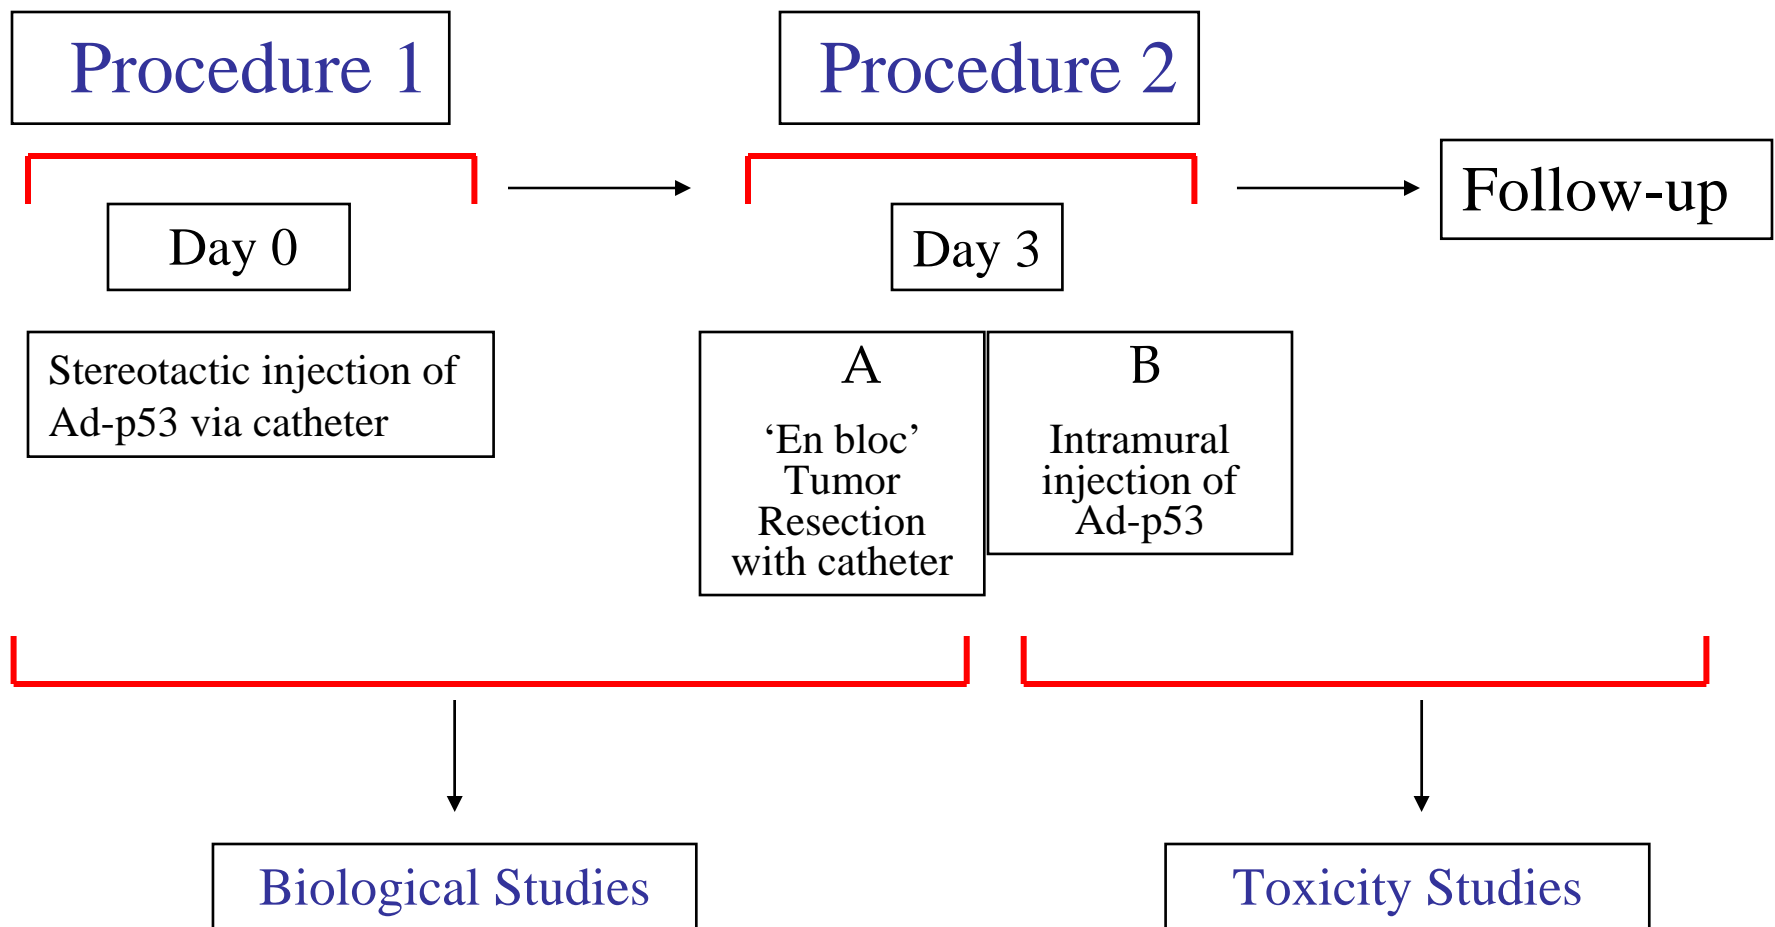 Procedure 1
Procedure 2
Follow-up
Day 0
Day 3
Stereotactic injection of
Ad-p53 via catheter
A
‘En bloc’
Tumor
Resection
with catheter
B
Intramural
injection of
Ad-p53
Biological Studies
Toxicity Studies